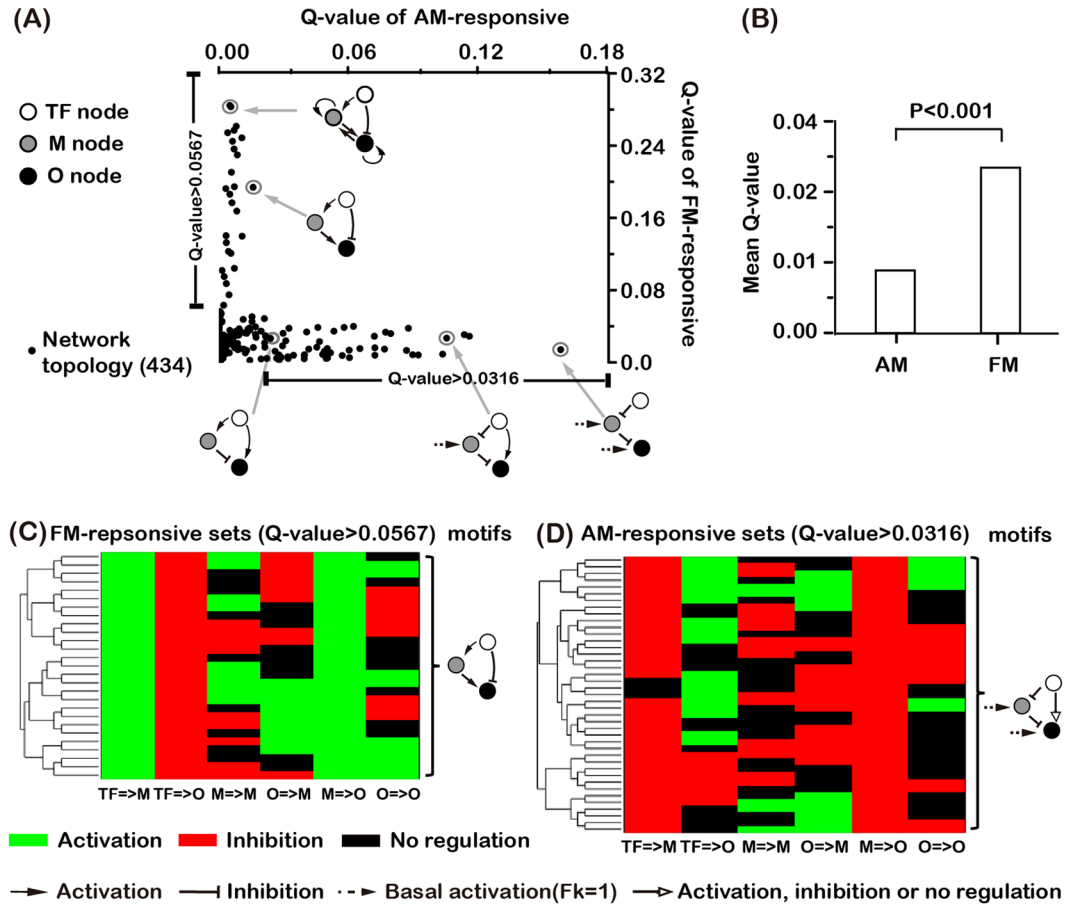 (A)
Q-value of AM-responsive
0.00 0.06 0.12 0.18
TF node
M node
O node
Q-value>0.0567
0.32
0.24
0.16
0.08
0.0
Q-value of FM-responsive
Network
topology (434)
Q-value>0.0316
(B)
P<0.001
Mean Q-value
0.04
0.02
0.01
0.00
AM FM
(C) FM-repsonsive sets (Q-value>0.0567) motifs
TF=>M TF=>O M=>M O=>M M=>O O=>O
(D) AM-responsive sets (Q-value>0.0316) motifs
TF=>M TF=>O M=>M O=>M M=>O O=>O
Activation Inhibition No regulation
Activation Inhibition Basal activation(Fk=1) Activation, inhibition or no regulation